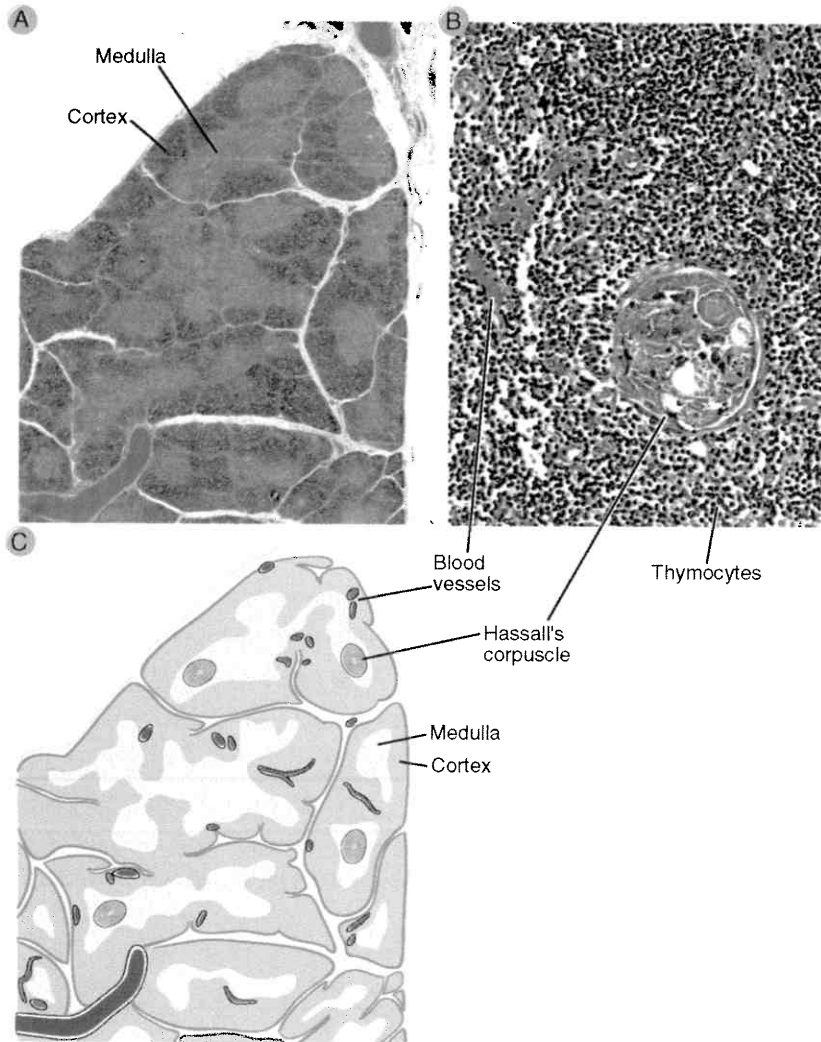 A
Medulla
Cortex
B
Blood
vessels
Thymocytes
Hassall's
corpuscle
C
Medulla
Cortex